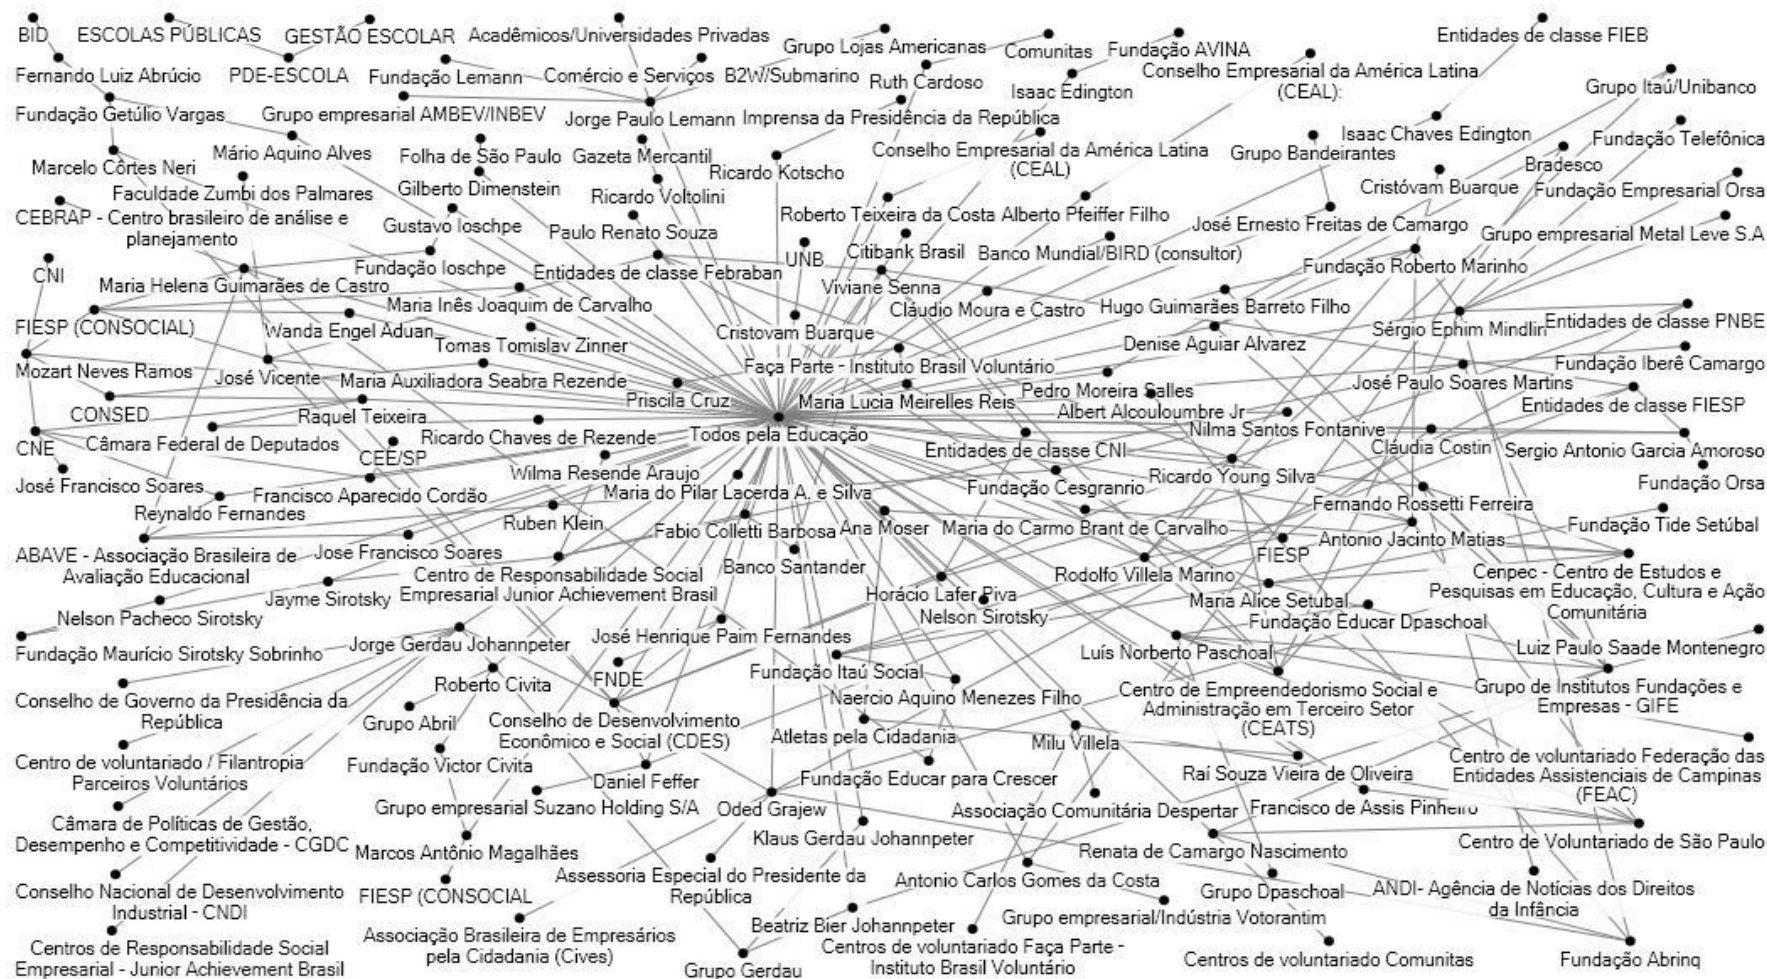 BID
ESCOLAS PÚBLICAS
GESTÃO ESCOLAR
Acadêmicos/Universidades Privadas
Grupo Lojas Americanas
Comunitas
Fundação AVINA
Entidades de classe FIEB
Fernando Luiz Abrúcio
PDE-ESCOLA
Fundação Lemann
Comércio e Serviços
B2W/Submarino
Ruth Cardoso
Isaac Edington
Conselho Empresarial da América Latina
(CEAL):
Grupo Itaú/Unibanco
Fundação Getúlio Vargas
Grupo empresarial AMBEV/INBEV
Jorge Paulo Lemann
Imprensa da Presidência da República
Isaac Chaves Edington
Fundação Telefônica
Marcelo Côrtes Neri
Mário Aquino Alves
Folha de São Paulo
Gazeta Mercantil
Ricardo Kotscho
Conselho Empresarial da América Latina
(CEAL)
Grupo Bandeirantes
Bradesco
Faculdade Zumbi dos Palmares
Gilberto Dimenstein
Ricardo Voltolini
Cristóvam Buarque
Fundação Empresarial Orsa
CEBRAP - Centro brasileiro de análise e
planejamento
Gustavo Ioschpe
Paulo Renato Souza
Roberto Teixeira da Costa
Alberto Pfeiffer Filho
José Ernesto Freitas de Camargo
Grupo empresarial Metal Leve S.A
CNI
Fundação Ioschpe
Entidades de classe Febraban
UNB
Citibank Brasil
Banco Mundial/BIRD (consultor)
Fundação Roberto Marinho
Maria Helena Guimarães de Castro
Maria Inês Joaquim de Carvalho
Viviane Senna
Cláudio Moura e Castro
Hugo Guimarães Barreto Filho
FIESP (CONSOCIAL)
Wanda Engel Aduan
Cristovam Buarque
Sérgio Ephim Mindlin
Entidades de classe PNBE
Tomas Tomislav Zinner
Denise Aguiar Alvarez
Mozart Neves Ramos
José Vicente
Maria Auxiliadora Seabra Rezende
Faça Parte - Instituto Brasil Voluntário
Fundação Iberê Camargo
Priscila Cruz
Maria Lucia Meirelles Reis
Pedro Moreira Salles
José Paulo Soares Martins
CONSED
Raquel Teixeira
Albert Alcouloumbre Jr
Entidades de classe FIESP
CNE
Câmara Federal de Deputados
Ricardo Chaves de Rezende
Todos pela Educação
Nilma Santos Fontanive
CEE/SP
Entidades de classe CNI
Cláudia Costin
Sergio Antonio Garcia Amoroso
José Francisco Soares
Francisco Aparecido Cordão
Wilma Resende Araujo
Maria do Pilar Lacerda A. e Silva
Fundação Cesgranrio
Ricardo Young Silva
Fundação Orsa
Reynaldo Fernandes
Ruben Klein
Fabio Colletti Barbosa
Ana Moser
Maria do Carmo Brant de Carvalho
Fernando Rossetti Ferreira
Fundação Tide Setúbal
ABAVE - Associação Brasileira de
Avaliação Educacional
Jose Francisco Soares
FIESP
Antonio Jacinto Matias
Banco Santander
Centro de Responsabilidade Social
Empresarial Junior Achievement Brasil
Rodolfo Villela Marino
Cenpec - Centro de Estudos e
Pesquisas em Educação, Cultura e Ação
Comunitária
Nelson Pacheco Sirotsky
Jayme Sirotsky
Horácio Lafer Piva
Nelson Sirotsky
Maria Alice Setubal
Fundação Educar Dpaschoal
Fundação Maurício Sirotsky Sobrinho
Jorge Gerdau Johannpeter
José Henrique Paim Fernandes
Luís Norberto Paschoal
Luiz Paulo Saade Montenegro
Fundação Itaú Social
FNDE
Roberto Civita
Conselho de Governo da Presidência da
República
Naercio Aquino Menezes Filho
Centro de Empreendedorismo Social e
Administração em Terceiro Setor
(CEATS)
Grupo de Institutos Fundações e
Empresas - GIFE
Grupo Abril
Conselho de Desenvolvimento
Econômico e Social (CDES)
Atletas pela Cidadania
Milu Villela
Centro de voluntariado / Filantropia
Parceiros Voluntários
Fundação Victor Civita
Daniel Feffer
Fundação Educar para Crescer
Raí Souza Vieira de Oliveira
Centro de voluntariado Federação das
Entidades Assistenciais de Campinas
(FEAC)
Grupo empresarial Suzano Holding S/A
Oded Grajew
Associação Comunitária Despertar
Francisco de Assis Pinheiro
Câmara de Políticas de Gestão,
Desempenho e Competitividade - CGDC
Klaus Gerdau Johannpeter
Centro de Voluntariado de São Paulo
Marcos Antônio Magalhães
Renata de Camargo Nascimento
Assessoria Especial do Presidente da
República
Antonio Carlos Gomes da Costa
Grupo Dpaschoal
ANDI- Agência de Notícias dos Direitos
da Infância
Conselho Nacional de Desenvolvimento
Industrial - CNDI
FIESP (CONSOCIAL
Grupo empresarial/Indústria Votorantim
Associação Brasileira de Empresários
pela Cidadania (Cives)
Beatriz Bier Johannpeter
Centros de Responsabilidade Social
Empresarial - Junior Achievement Brasil
Grupo Gerdau
Centros de voluntariado Faça Parte -
Instituto Brasil Voluntário
Centros de voluntariado Comunitas
Fundação Abrinq